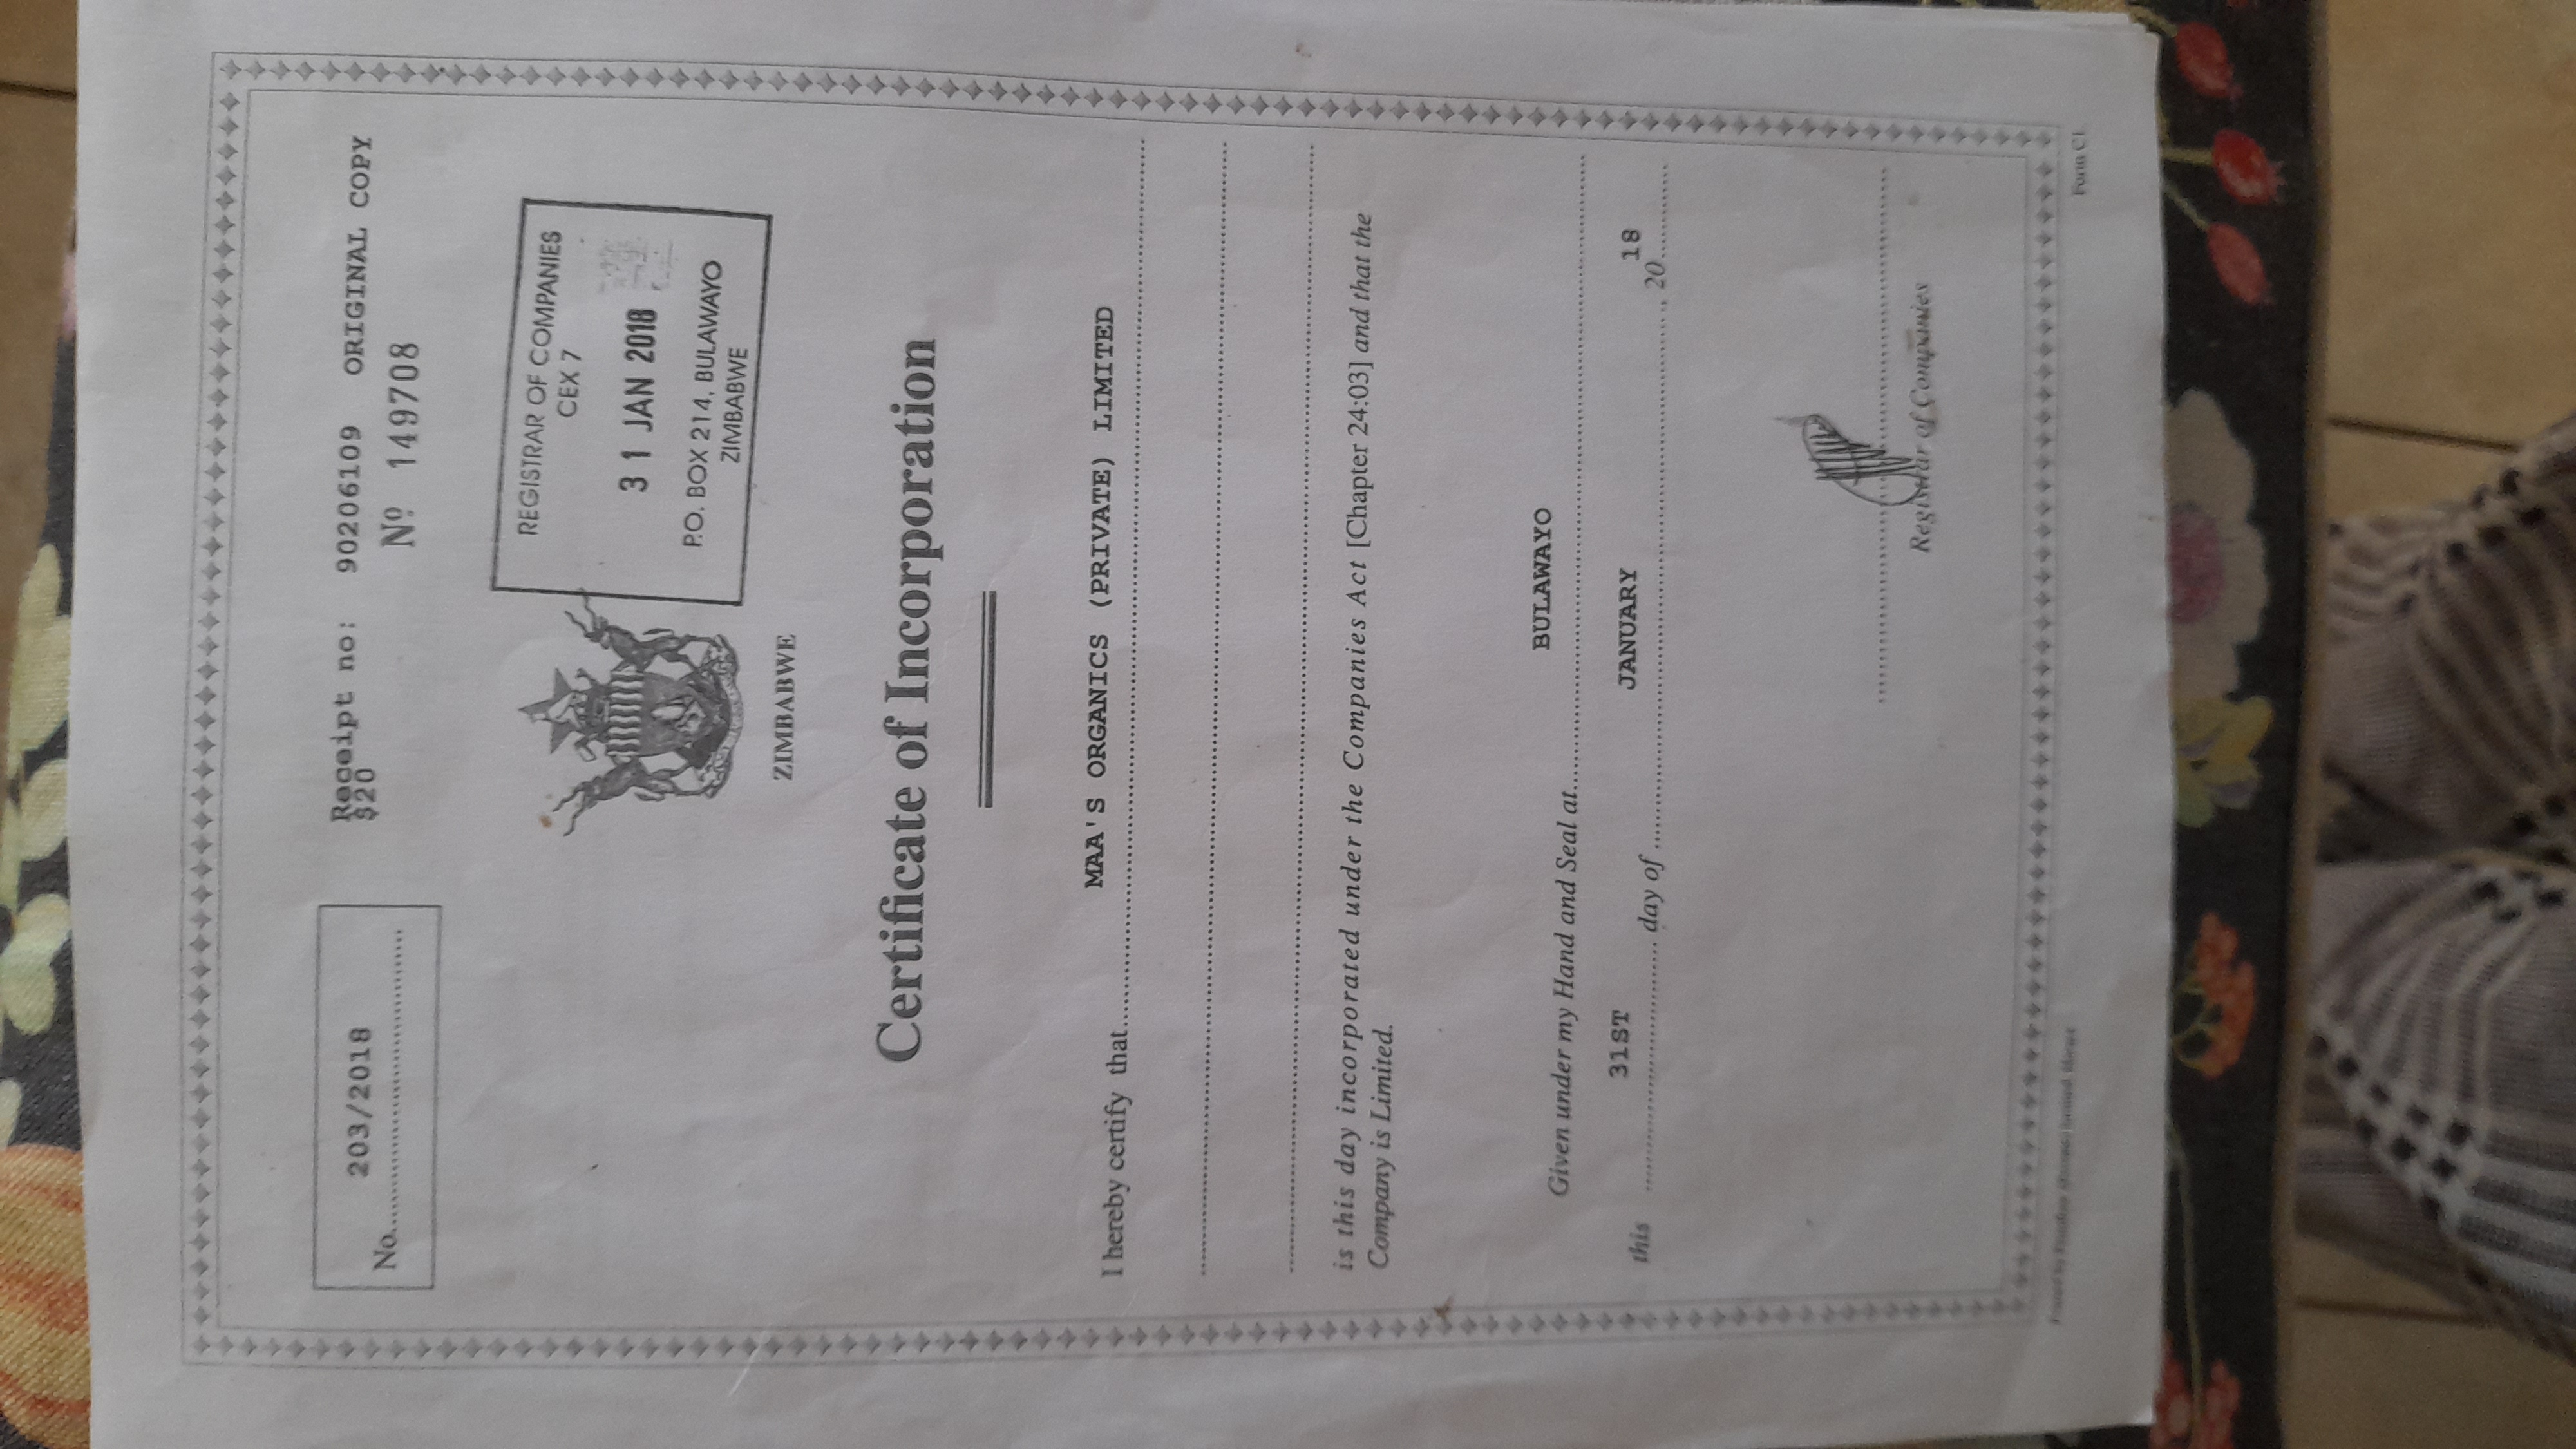 203/2018
No.
Receipt no: 90206109 ORIGINAL COPY
$20
Nº 149708
REGISTRAR OF COMPANIES
CEX 7
31 JAN 2018
P.O. BOX 214, BULAWAYO
ZIMBABWE
ZIMBABWE
Certificate of Incorporation
I hereby certify that MAA'S ORGANICS (PRIVATE) LIMITED
is this day incorporated under the Companies Act [Chapter 24:03] and that the
Company is Limited.
Given under my Hand and Seal at BULAWAYO
this 31ST day of JANUARY, 20 18
Registrar of Companies
Form C1.